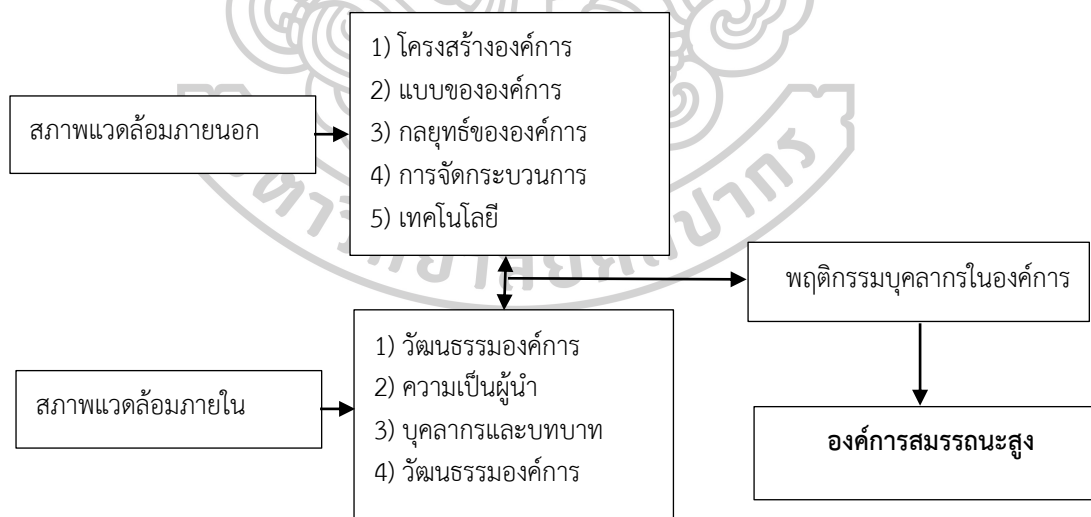 1) โครงสร้างองค์การ
2) แบบขององค์การ
3) กลยุทธ์ขององค์การ
4) การจัดกระบวนการ
5) เทคโนโลยี
สภาพแวดล้อมภายนอก
พฤติกรรมบุคลากรในองค์การ
1) วัฒนธรรมองค์การ
2) ความเป็นผู้นำ
3) บุคลากรและบทบาท
4) วัฒนธรรมองค์การ
สภาพแวดล้อมภายใน
องค์การสมรรถนะสูง